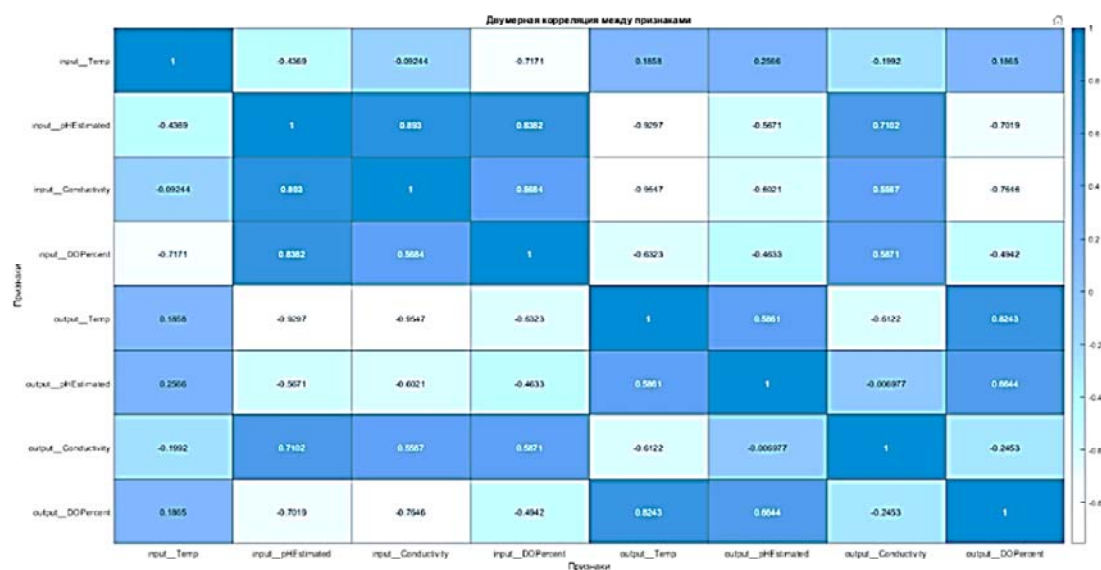 Двумерная корреляция между признаками
1
input__Temp 1 -0.4369 -0.09244 -0.7171 0.1858 0.2566 -0.1992 0.1865
0.8
input__pHEstimated -0.4369 1 0.893 0.8382 -0.9297 -0.5671 0.7102 -0.7019
0.6
0.4
input__Conductivity -0.09244 0.893 1 0.5684 -0.9547 -0.6021 0.5567 -0.7646
0.2
input__DOPercent -0.7171 0.8382 0.5684 1 -0.6323 -0.4633 0.5871 -0.4942
Признаки
0
output__Temp 0.1858 -0.9297 -0.9547 -0.6323 1 0.5861 -0.6122 0.8243
-0.2
output__pHEstimated 0.2566 -0.5671 -0.6021 -0.4633 0.5861 1 -0.006977 0.6644
-0.4
output__Conductivity -0.1992 0.7102 0.5567 0.5871 -0.6122 -0.006977 1 -0.2453
-0.6
output__DOPercent 0.1865 -0.7019 -0.7646 -0.4942 0.8243 0.6644 -0.2453 1
-0.8
input__Temp input__pHEstimated input__Conductivity input__DOPercent output__Temp output__pHEstimated output__Conductivity output__DOPercent
Признаки